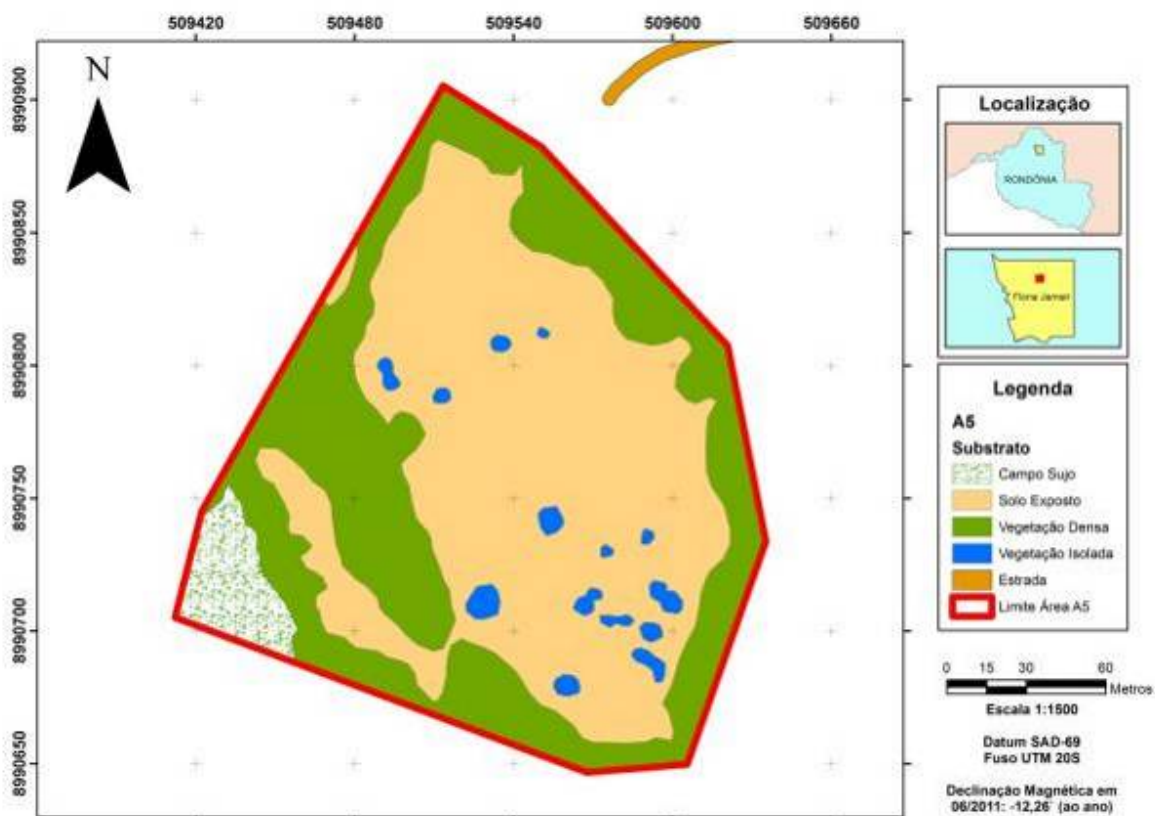 509420 509480 509540 509600 509660
8990900
8990850
8990800
8990750
8990700
8990650
N
Localização
RONDÔNIA
Flona Jamari
Legenda
A5
Substrato
Campo Sujo
Solo Exposto
Vegetação Densa
Vegetação Isolada
Estrada
Limite Área A5
0 15 30 60
Metros
Escala 1:1500
Datum SAD-69
Fuso UTM 20S
Declinação Magnética em
06/2011: -12,26´ (ao ano)